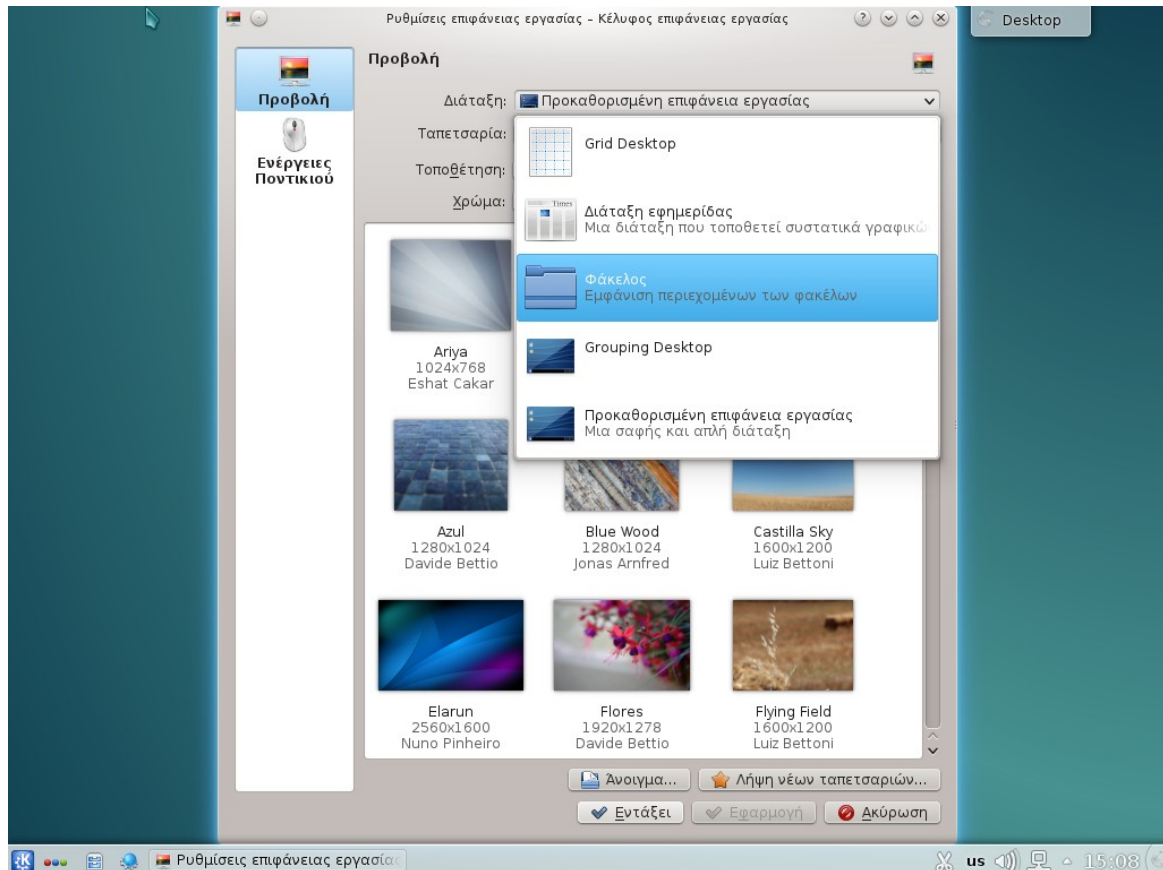 Ρυθμίσεις επιφάνειας εργασίας – Κέλυφος επιφάνειας εργασίας
Desktop
Προβολή
Ενέργειες
Ποντικιού
Προβολή
Διάταξη: Προκαθορισμένη επιφάνεια εργασίας
Ταπετσαρία:
Τοποθέτηση:
Χρώμα:
Grid Desktop
Times
Διάταξη εφημερίδας
Μια διάταξη που τοποθετεί συστατικά
Φάκελος
Εμφάνιση περιεχομένων των φακέλων
Grouping Desktop
Προκαθορισμένη επιφάνεια εργασίας
Μια σαφής και απλή διάταξη
Ariya
1024x768
Eshat Cakar
Azul
1280x1024
Davide Bettio
Blue Wood
1280x1024
Jonas Arnfred
Castilla Sky
1600x1200
Luiz Bettoni
Elarun
2560x1600
Nuno Pinheiro
Flores
1920x1278
Davide Bettio
Flying Field
1600x1200
Luiz Bettoni
Άνοιγμα...
Λήψη νέων ταπετσαριών...
Εντάξει
Εφαρμογή
Ακύρωση
Ρυθμίσεις επιφάνειας
us
15:08